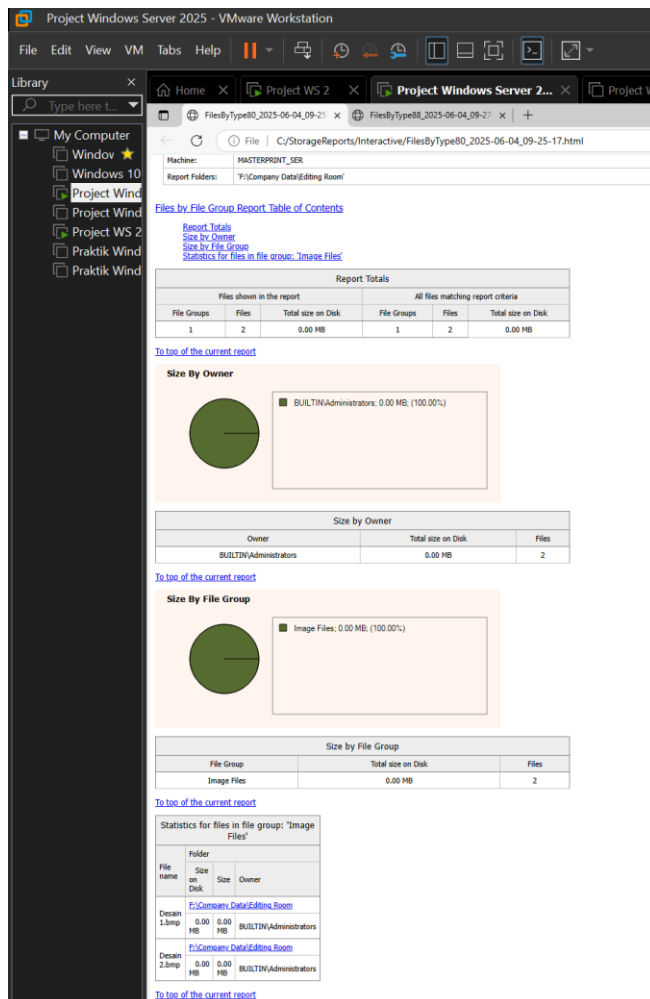 Project Windows Server 2025 - VMware Workstation
File Edit View VM Tabs Help
Library ×
Type here t...
My Computer
Window
Windows 10
Project Wind
Project Wind
Project WS 2
Praktik Wind
Praktik Wind
Home × Project WS 2 × Project Windows Server 2... × Project W
FilesByType80_2025-06-04_09-25 × FilesByType88_2025-06-04_09-27 × +
File C:/StorageReports/Interactive/FilesByType80_2025-06-04_09-25-17.html
Machine: MASTERPRINT_SER
Report Folders: 'F:\Company Data\Editing Room'
Files by File Group Report Table of Contents
Report Totals
Size by Owner
Size by File Group
Statistics for files in file group: 'Image Files'
Report Totals
Files shown in the report All files matching report criteria
File Groups Files Total size on Disk File Groups Files Total size on Disk
1 2 0.00 MB 1 2 0.00 MB
To top of the current report
Size By Owner
BUILTIN\Administrators; 0.00 MB; (100.00%)
Size by Owner
Owner Total size on Disk Files
BUILTIN\Administrators 0.00 MB 2
To top of the current report
Size By File Group
Image Files; 0.00 MB; (100.00%)
Size by File Group
File Group Total size on Disk Files
Image Files 0.00 MB 2
To top of the current report
Statistics for files in file group: 'Image
Files'
File name
Folder
Size on Disk Size Owner
Desain 1.bmp
F:\Company Data\Editing Room
0.00 MB 0.00 MB BUILTIN\Administrators
Desain 2.bmp
F:\Company Data\Editing Room
0.00 MB 0.00 MB BUILTIN\Administrators
To top of the current report